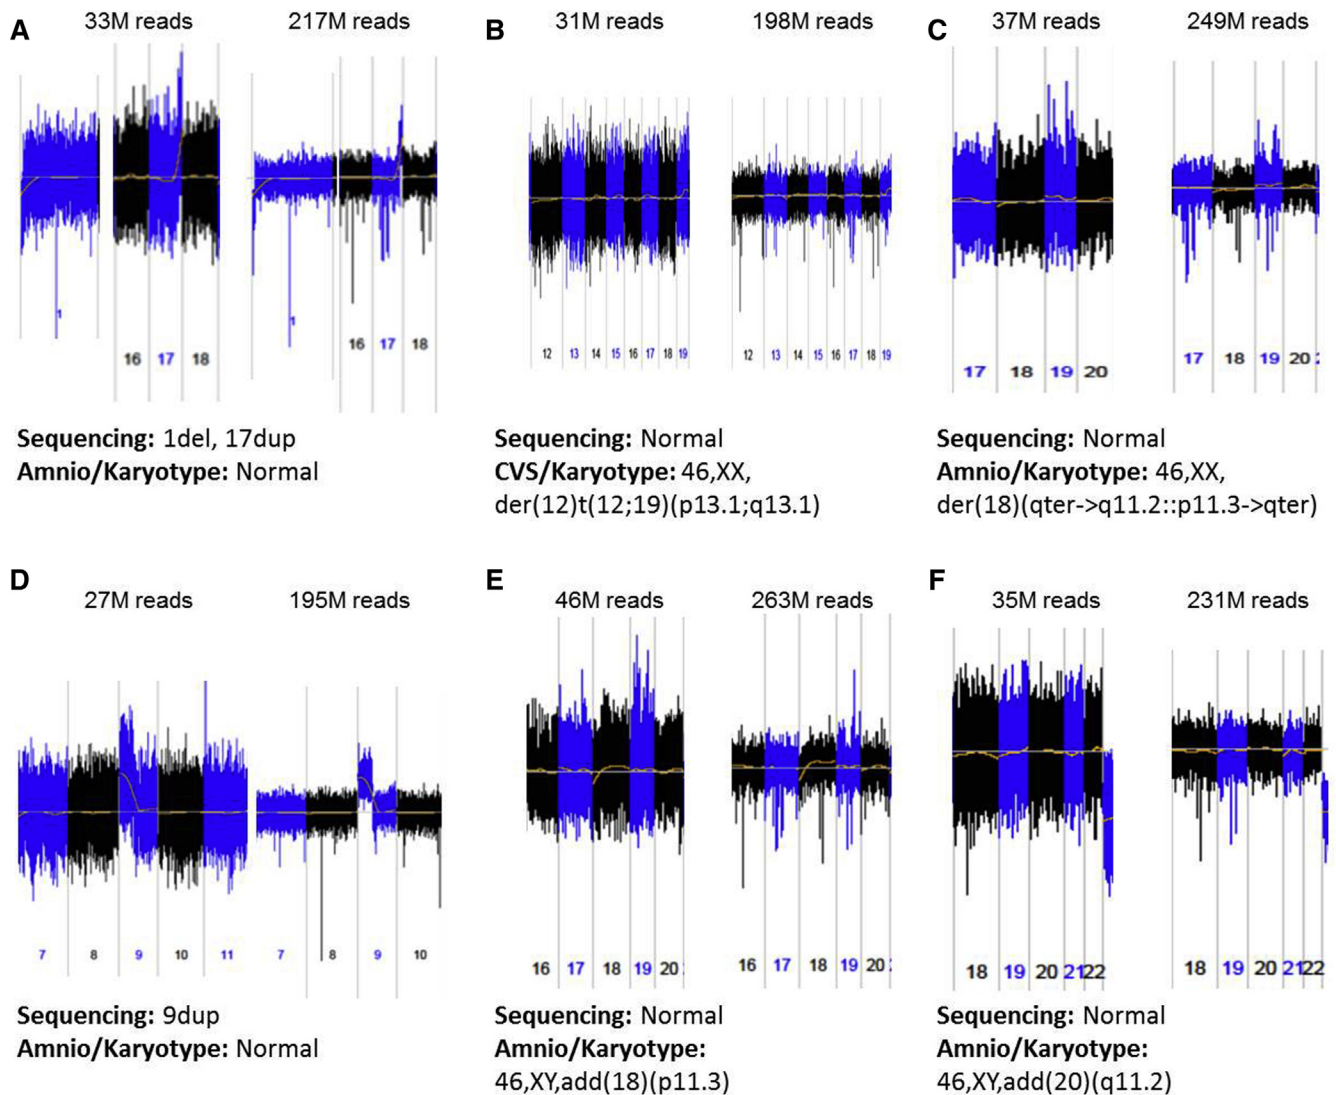 A
33M reads
217M reads
1
16 17 18
1
16 17 18
Sequencing: 1del, 17dup
Amnio/Karyotype: Normal
B
31M reads
198M reads
12 13 14 15 16 17 18 19
12 13 14 15 16 17 18 19
Sequencing: Normal
CVS/Karyotype: 46,XX,
der(12)t(12;19)(p13.1;q13.1)
C
37M reads
249M reads
17 18 19 20
17 18 19 20
Sequencing: Normal
Amnio/Karyotype: 46,XX,
der(18)(qter->q11.2::p11.3->qter)
D
27M reads
195M reads
7 8 9 10 11
7 8 9 10
Sequencing: 9dup
Amnio/Karyotype: Normal
E
46M reads
263M reads
16 17 18 19 20
16 17 18 19 20
Sequencing: Normal
Amnio/Karyotype:
46,XY,add(18)(p11.3)
F
35M reads
231M reads
18 19 20 21 22
18 19 20 21 22
Sequencing: Normal
Amnio/Karyotype:
46,XY,add(20)(q11.2)